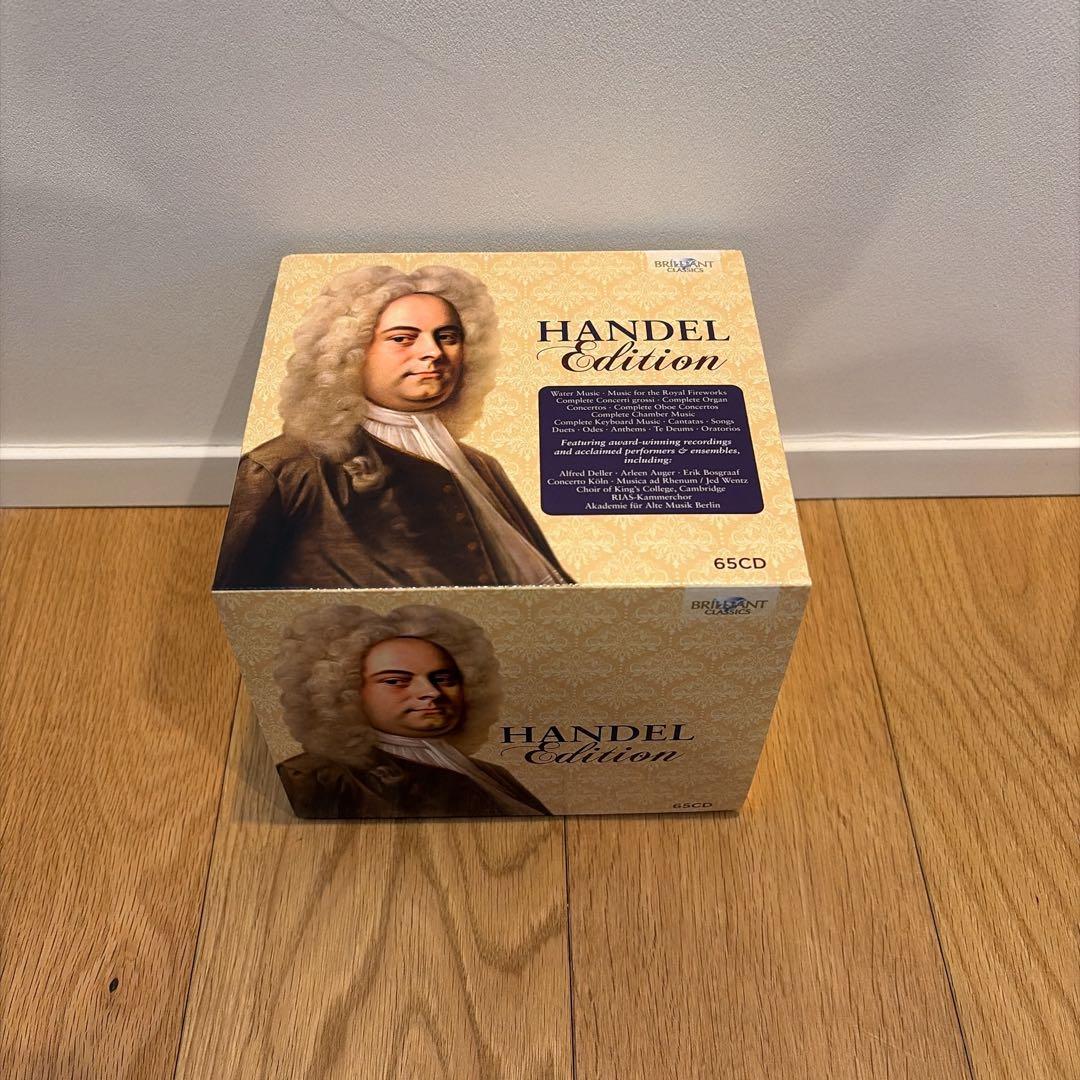 BRILLIANT
CLASSICS
HANDEL
Edition
Water Music · Music for the Royal Fireworks
Complete Concerti grossi · Complete Organ
Concertos · Complete Oboe Concertos
Complete Chamber Music
Complete Keyboard Music · Cantatas · Songs
Duets · Odes · Anthems · Te Deums · Oratorios
Featuring award-winning recordings
and acclaimed performers & ensembles,
including:
Alfred Deller · Arleen Auger · Erik Bosgraaf
Concerto Köln · Musica ad Rhenum / Jed Wentz
Choir of King's College, Cambridge
RIAS-Kammerchor
Akademie für Alte Musik Berlin
65CD
BRILLIANT
CLASSICS
HANDEL
Edition
65CD